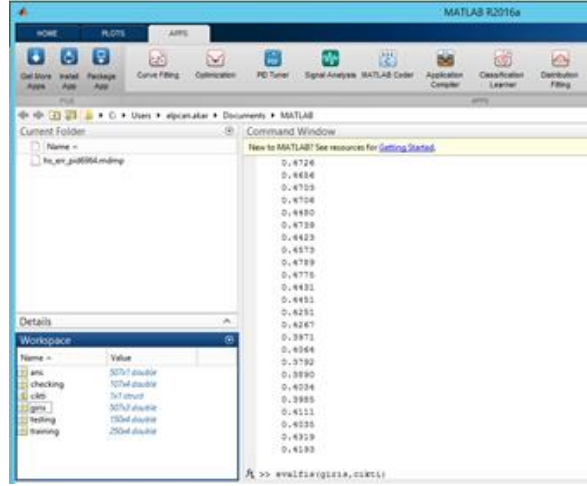 MATLAB R2016a
HOME PLOTS APPS
Get More Apps
Install App
Package App
Curve Fitting
Optimization
PID Tuner
Signal Analysis
MATLAB Coder
Application Compiler
Classification Learner
Distribution Fitting
FILE
APPS
C: ▸ Users ▸ alpcan.akar ▸ Documents ▸ MATLAB
Current Folder
Name
hs_err_pid6964.mdmp
Details
Workspace
Name Value
ans 507x1 double
checking 107x4 double
cikti 1x1 struct
giris 507x3 double
testing 150x4 double
training 250x4 double
Command Window
New to MATLAB? See resources for Getting Started.
0.4726
0.4656
0.4703
0.4706
0.4480
0.4739
0.4423
0.4573
0.4789
0.4775
0.4431
0.4451
0.4251
0.4267
0.3971
0.4064
0.3792
0.3890
0.4034
0.3985
0.4111
0.4035
0.4319
0.4193
fx >> evalfis(giris,cikti)